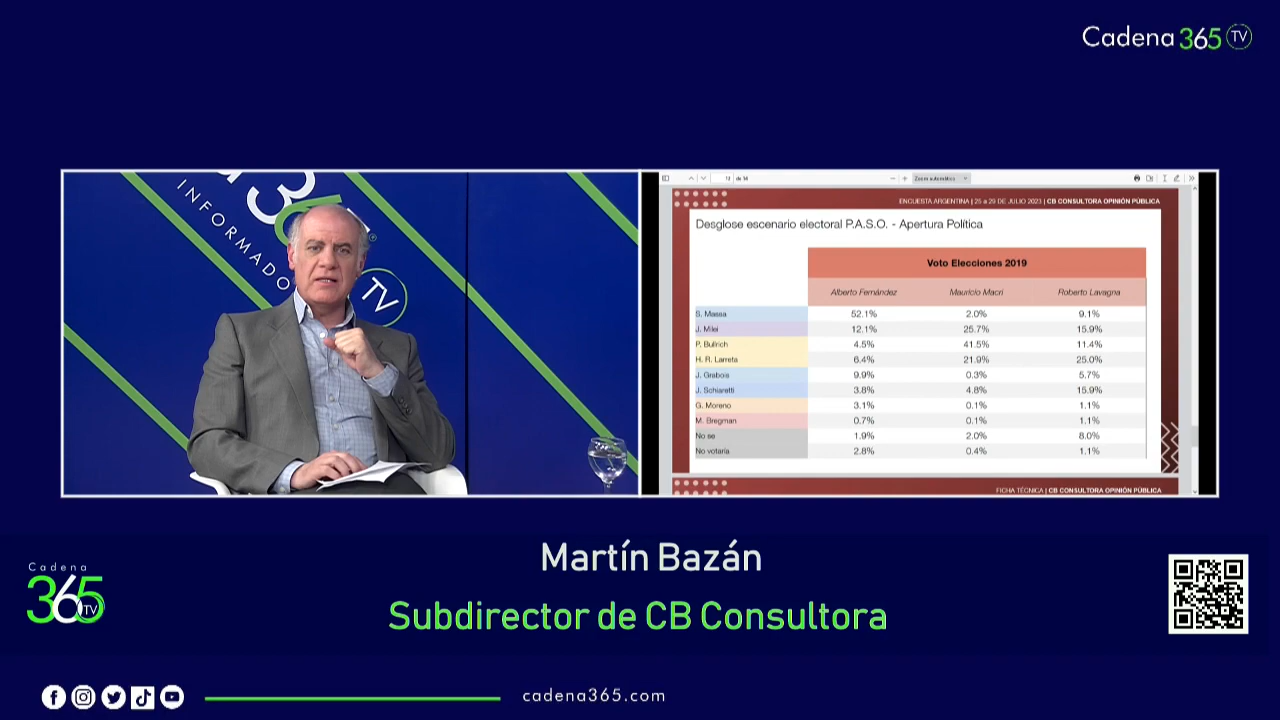 Cadena 365 TV
a 365
INFORMADO
TV
12 de 14
Zoom automático
ENCUESTA ARGENTINA | 25 a 29 DE JULIO 2023 | CB CONSULTORA OPINIÓN PÚBLICA
Desglose escenario electoral P.A.S.O. - Apertura Política
Voto Elecciones 2019
Alberto Fernández Mauricio Macri Roberto Lavagna
S. Massa 52.1% 2.0% 9.1%
J. Milei 12.1% 25.7% 15.9%
P. Bullrich 4.5% 41.5% 11.4%
H. R. Larreta 6.4% 21.9% 25.0%
J. Grabois 9.9% 0.3% 5.7%
J. Schiaretti 3.8% 4.8% 15.9%
G. Moreno 3.1% 0.1% 1.1%
M. Bregman 0.7% 0.1% 1.1%
No se 1.9% 2.0% 8.0%
No votaría 2.8% 0.4% 1.1%
FICHA TÉCNICA | CB CONSULTORA OPINIÓN PÚBLICA
Martín Bazán
Subdirector de CB Consultora
Cadena
365 TV
cadena365.com